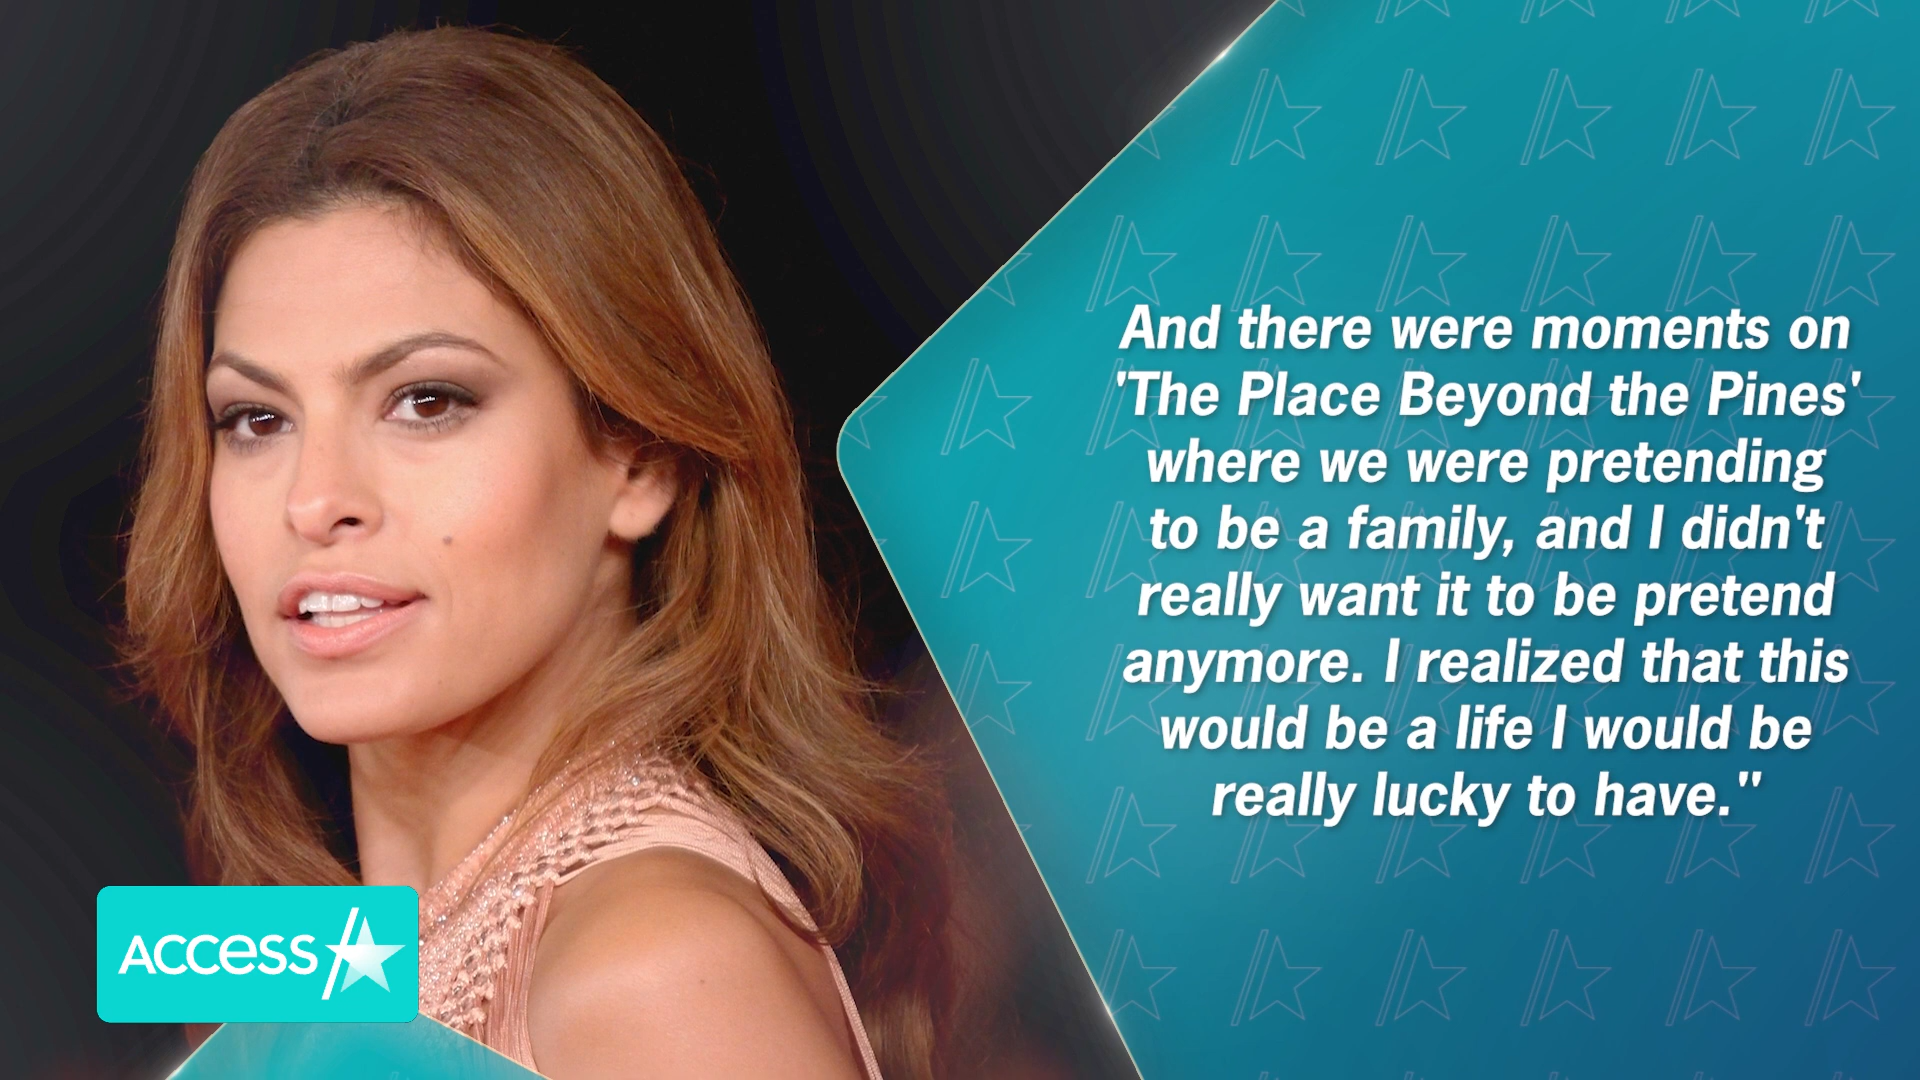 And there were moments on
'The Place Beyond the Pines'
where we were pretending
to be a family, and I didn't
really want it to be pretend
anymore. I realized that this
would be a life I would be
really lucky to have."
ACCESS